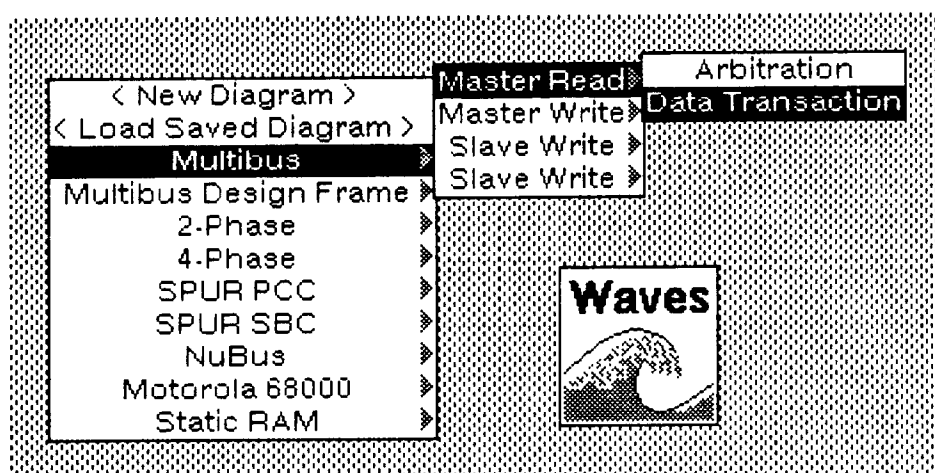 < New Diagram >
< Load Saved Diagram >
Multibus
Multibus Design Frame
2-Phase
4-Phase
SPUR PCC
SPUR SBC
NuBus
Motorola 68000
Static RAM
Master Read
Master Write
Slave Write
Slave Write
Arbitration
Data Transaction
Waves